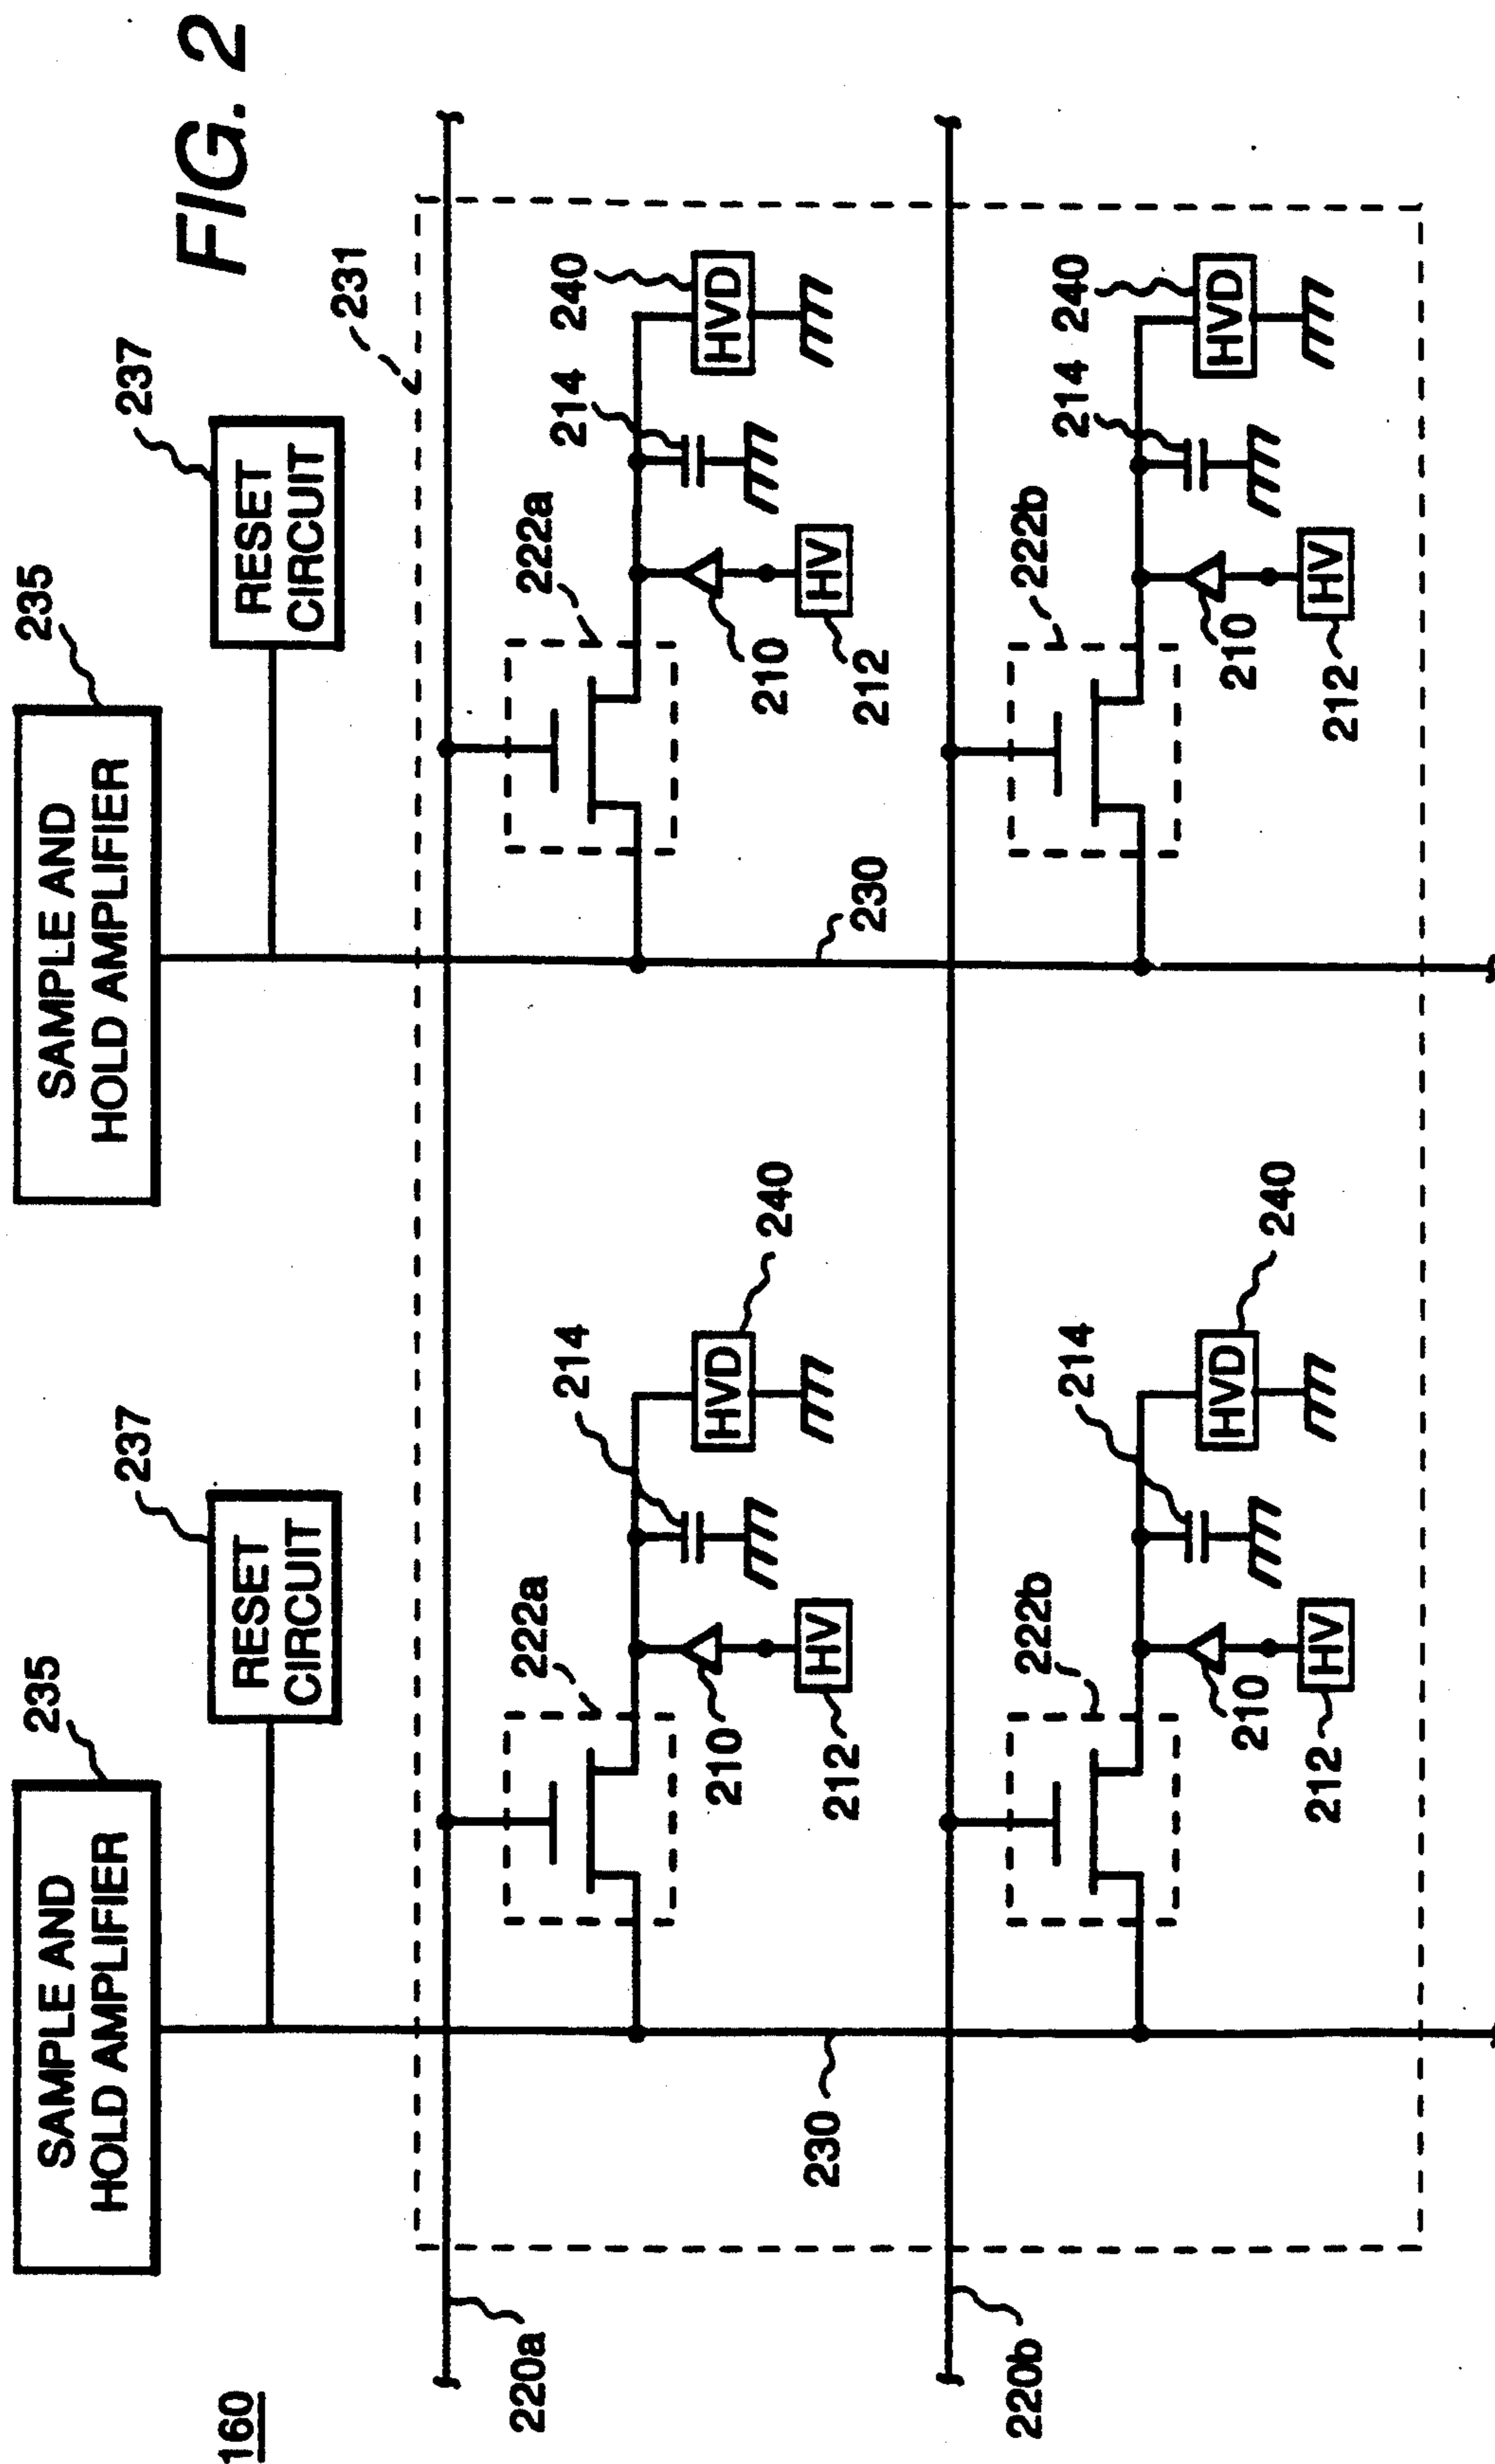 FIG. 2
160
235
SAMPLE AND
HOLD AMPLIFIER
237
RESET
CIRCUIT
235
SAMPLE AND
HOLD AMPLIFIER
237
RESET
CIRCUIT
231
220a
222a
214
240
HVD
210
HV
212
222a
214
240
HVD
210
HV
212
230
230
220b
222b
214
240
HVD
210
HV
212
222b
214
240
HVD
210
HV
212